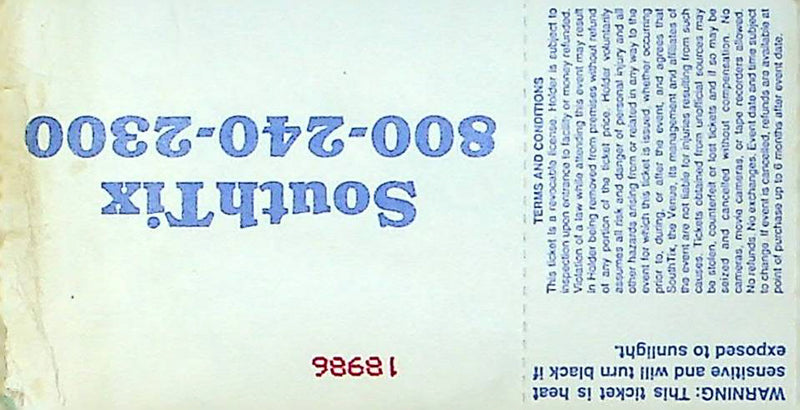 WARNING: This ticket is heat
sensitive and will turn black if
exposed to sunlight.
18986
SouthTix
800-240-2300
TERMS AND CONDITIONS
This ticket is a revocable license. Holder is subject to
inspection upon entrance to facility or money refunded.
Violation of a law while attending this event may result
in Holder being removed from premises without refund
of any portion of the ticket price. Holder voluntarily
assumes all risk and danger of personal injury and all
other hazards arising from or related in any way to the
event for which this ticket is issued whether occurring
prior to, during, or after the event, and agrees that
SouthTix, the venues, managements and affiliates of
the event are not liable for injuries resulting from such
causes. Tickets obtained from unofficial sources may
be stolen, counterfeit or lost tickets and if so may be
seized and cancelled without compensation. No
cameras, movie cameras, or tape recorders allowed.
No refunds. No exchanges. Event date and time subject
to change. If event is cancelled, refunds are available at
point of purchase up to 6 months after event date.